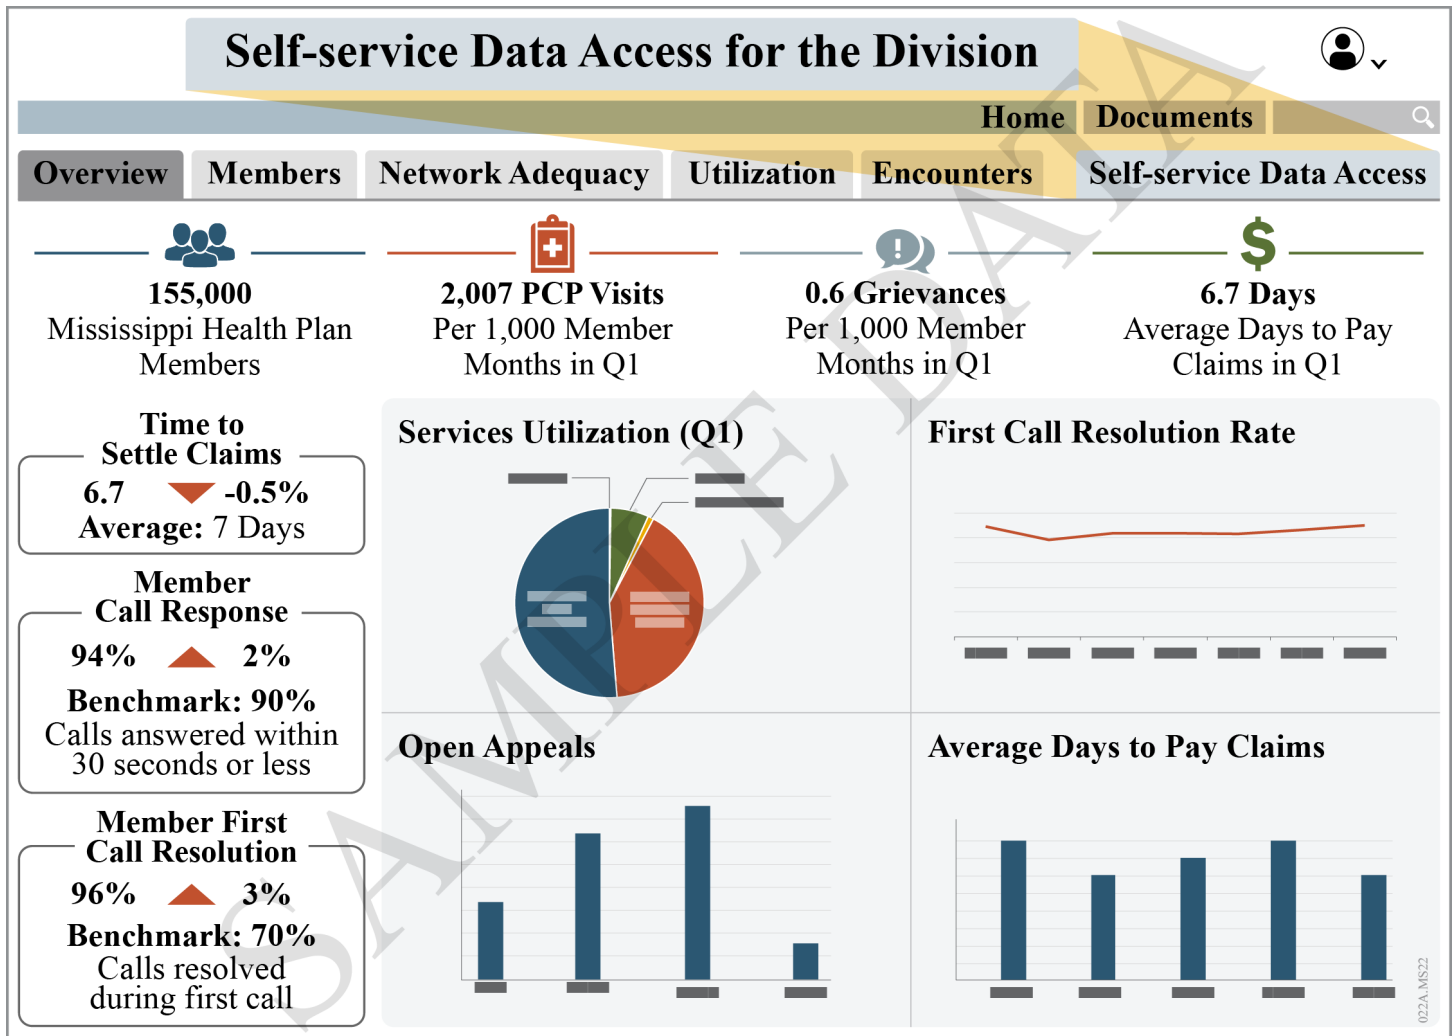 Self-service Data Access for the Division
Home
Documents
Overview
Members
Network Adequacy
Utilization
Encounters
Self-service Data Access
155,000
Mississippi Health Plan
Members
2,007 PCP Visits
Per 1,000 Member
Months in Q1
0.6 Grievances
Per 1,000 Member
Months in Q1
$
6.7 Days
Average Days to Pay
Claims in Q1
Time to
Settle Claims
6.7 -0.5%
Average: 7 Days
Member
Call Response
94% 2%
Benchmark: 90%
Calls answered within
30 seconds or less
Member First
Call Resolution
96% 3%
Benchmark: 70%
Calls resolved
during first call
Services Utilization (Q1)
First Call Resolution Rate
Open Appeals
Average Days to Pay Claims
SAMPLE DATA
022A.MS22